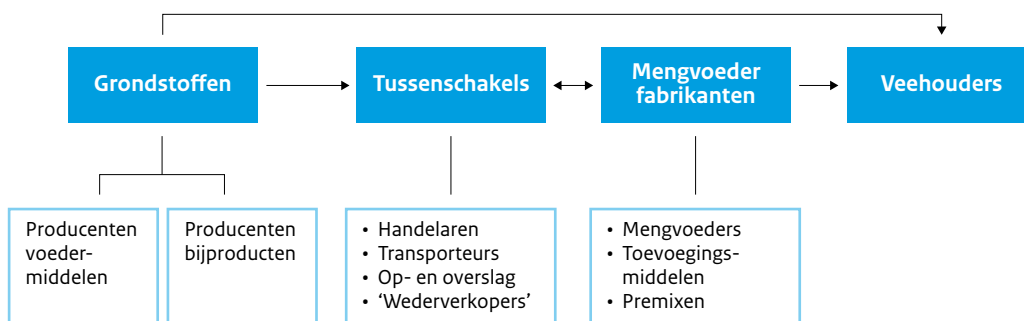 Grondstoffen
Tussenschakels
Mengvoeder
fabrikanten
Veehouders
Producenten
voeder-
middelen
Producenten
bijproducten
• Handelaren
• Transporteurs
• Op- en overslag
• ‘Wederverkopers’
• Mengvoeders
• Toevoegings-
middelen
• Premixen